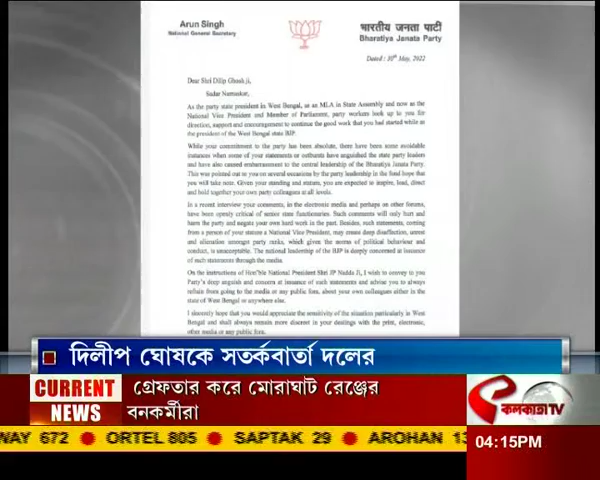 Arun Singh
National General Secretary
भारतीय जनता पार्टी
Bharatiya Janata Party
Dated : 30th May, 2022
Dear Shri Dilip Ghosh ji,
Sadar Namaskar,
As the party state president in West Bengal, as an MLA in State Assembly and now as the
National Vice President and Member of Parliament, party workers look up to you for
direction, support and encouragement to continue the good work that you had started while as
the president of the West Bengal state BJP.
While your commitment to the party has been absolute, there have been some avoidable
instances when some of your statements or outbursts have anguished the state party leaders
and have also caused embarrassment to the central leadership of the Bharatiya Janata Party.
This was pointed out to you on several occasions by the party leadership in the fond hope that
you will take note. Given your standing and stature, you are expected to inspire, lead, direct
and hold together your own party colleagues at all levels.
In a recent interview your comments, in the electronic media and perhaps on other forums,
have been openly critical of senior state functionaries. Such comments will only hurt and
harm the party and negate your own hard work in the past. Besides, such statements, coming
from a person of your stature a National Vice President, may create deep disaffection, unrest
and alienation amongst party ranks, which given the norms of political behaviour and
conduct, is unacceptable. The national leadership of the BJP is deeply concerned at issuance
of such statements through the media.
On the instructions of Hon'ble National President Shri JP Nadda Ji, I wish to convey to you
Party's deep anguish and concern at issuance of such statements and advise you to always
refrain from going to the media or any public fora, about your own colleagues either in the
state of West Bengal or anywhere else.
I sincerely hope that you would appreciate the sensitivity of the situation particularly in West
Bengal and shall always remain more discreet in your dealings with the print, electronic,
other media or any public fora.
দিলীপ ঘোষকে সতর্কবার্তা দলের
CURRENT
NEWS
গ্রেফতার করে মোরাঘাট রেঞ্জের
বনকর্মীরা
কলকাতা TV
WAY 672 ORTEL 805 SAPTAK 29 AROHAN 13
04:15PM